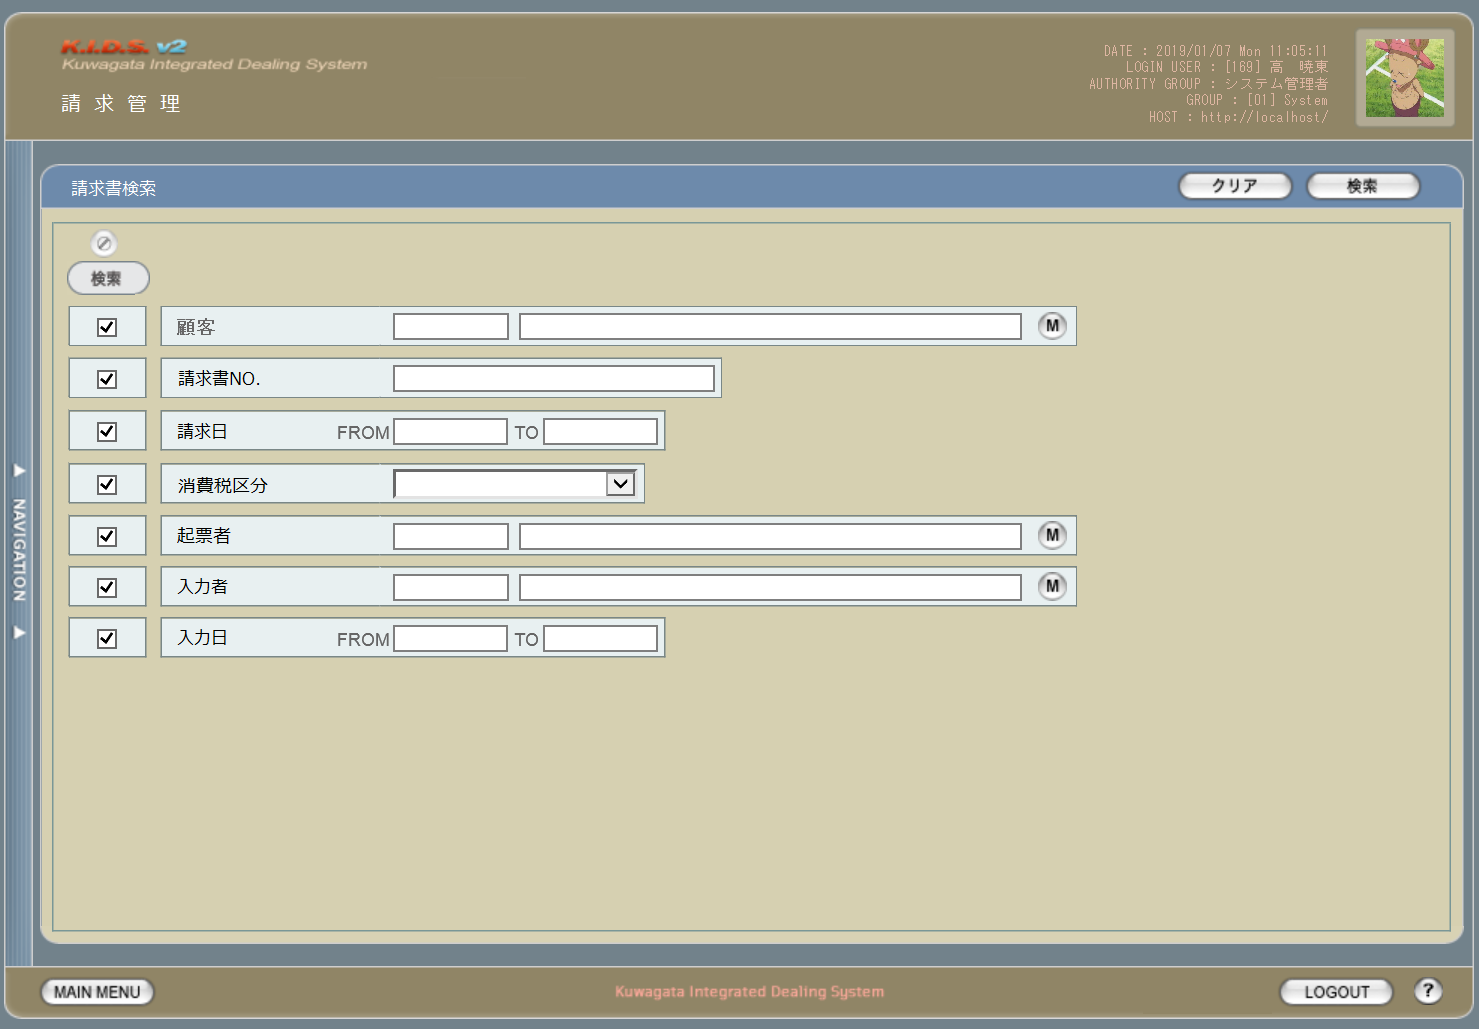 K.I.D.S. v2
Kuwagata Integrated Dealing System
請求管理
DATE : 2019/01/07 Mon 11:05:11
LOGIN USER : [169] 高　暁東
AUTHORITY GROUP : システム管理者
GROUP : [01] System
HOST : http://localhost/
NAVIGATION
請求書検索
クリア 検索
検索
顧客 M
請求書NO.
請求日 FROM TO
消費税区分
起票者 M
入力者 M
入力日 FROM TO
MAIN MENU
Kuwagata Integrated Dealing System
LOGOUT ?